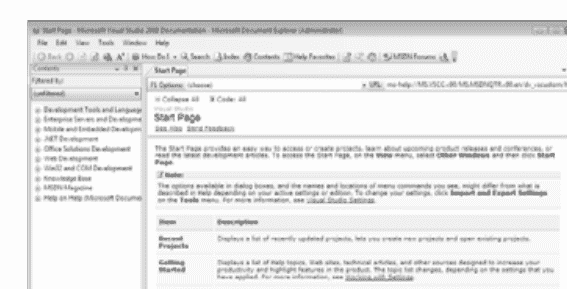 Start Page - Microsoft Visual Studio 2008 Documentation - Microsoft Document Explorer (Administrator)
File Edit View Tools Window Help
Back How Do I Search Index Contents Help Favorites MSDN Forums
Contents
Start Page
Filtered by:
(unfiltered)
F1 Options: (choose)
URL:
Collapse All Code: All
Visual Studio
Start Page
See Also Send Feedback
Development Tools and Language
Enterprise Servers and Developmen
Mobile and Embedded Developmen
.NET Development
Office Solutions Development
Web Development
Win32 and COM Development
Knowledge Base
MSDN Magazine
Help on Help (Microsoft Documen
The Start Page provides an easy way to access or create projects, learn about upcoming product releases and conferences, or
read the latest development articles. To access the Start Page, on the View menu, select Other Windows and then click Start
Page.
Note:
The options available in dialog boxes, and the names and locations of menu commands you see, might differ from what is
described in Help depending on your active settings or edition. To change your settings, click Import and Export Settings
on the Tools menu. For more information, see Visual Studio Settings.
Item Description
Recent Projects
Displays a list of recently updated projects, lets you create new projects and open existing projects.
Getting Started
Displays a list of Help topics, Web sites, technical articles, and other sources designed to increase your
productivity and highlight features in the product. The topic list changes, depending on the settings that you
have applied. For more information, see Working with Settings.